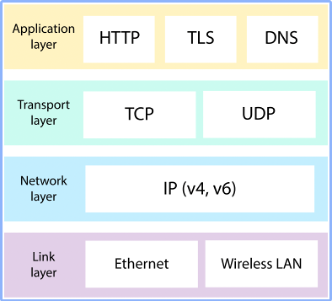 Application
layer
HTTP
TLS
DNS
Transport
layer
TCP
UDP
Network
layer
IP (v4, v6)
Link
layer
Ethernet
Wireless LAN